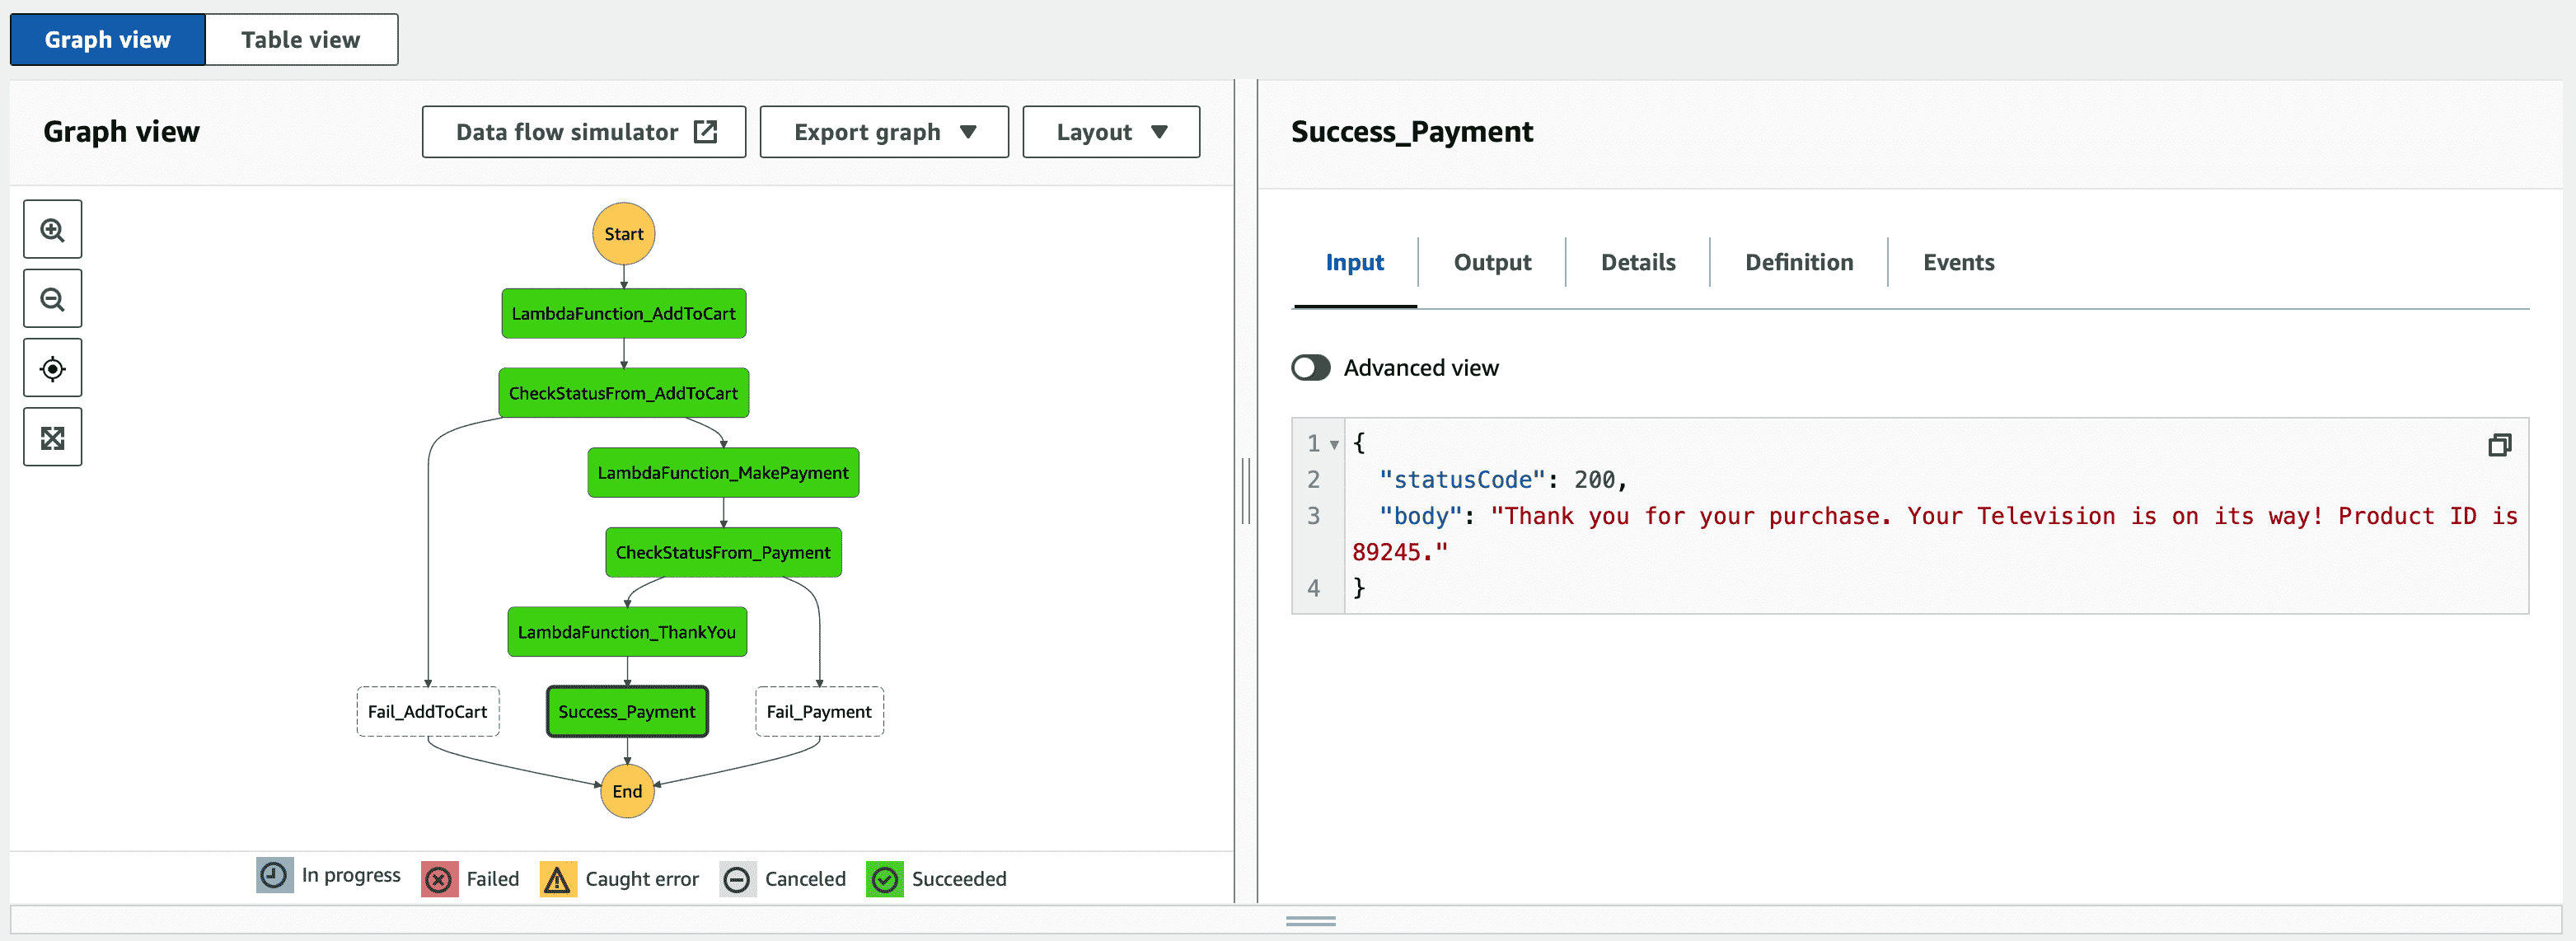 Graph view
Table view
Graph view
Data flow simulator
Export graph
Layout
Start
LambdaFunction_AddToCart
CheckStatusFrom_AddToCart
LambdaFunction_MakePayment
CheckStatusFrom_Payment
LambdaFunction_ThankYou
Fail_AddToCart
Success_Payment
Fail_Payment
End
In progress
Failed
Caught error
Canceled
Succeeded
Success_Payment
Input
Output
Details
Definition
Events
Advanced view
1 {
2 "statusCode": 200,
3 "body": "Thank you for your purchase. Your Television is on its way! Product ID is
89245."
4 }